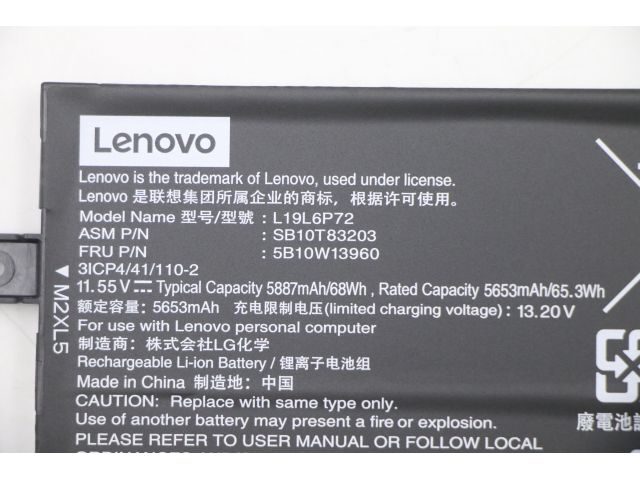 Lenovo
Lenovo is the trademark of Lenovo, used under license.
Lenovo 是联想集团所属企业的商标，根据许可使用。
Model Name 型号/型號 : L19L6P72
ASM P/N : SB10T83203
FRU P/N : 5B10W13960
3ICP4/41/110-2
11.55V⎓ Typical Capacity 5887mAh/68Wh , Rated Capacity 5653mAh/65.3Wh
额定容量: 5653mAh 充电限制电压(limited charging voltage) : 13.20V
For use with Lenovo personal computer
制造商: 株式会社LG化学
Rechargeable Li-ion Battery / 锂离子电池组
Made in China 制造地: 中国
CAUTION: Replace with same type only.
Use of another battery may present a fire or explosion.
PLEASE REFER TO USER MANUAL OR FOLLOW LOCAL
▼ M2XL5
廢電池請